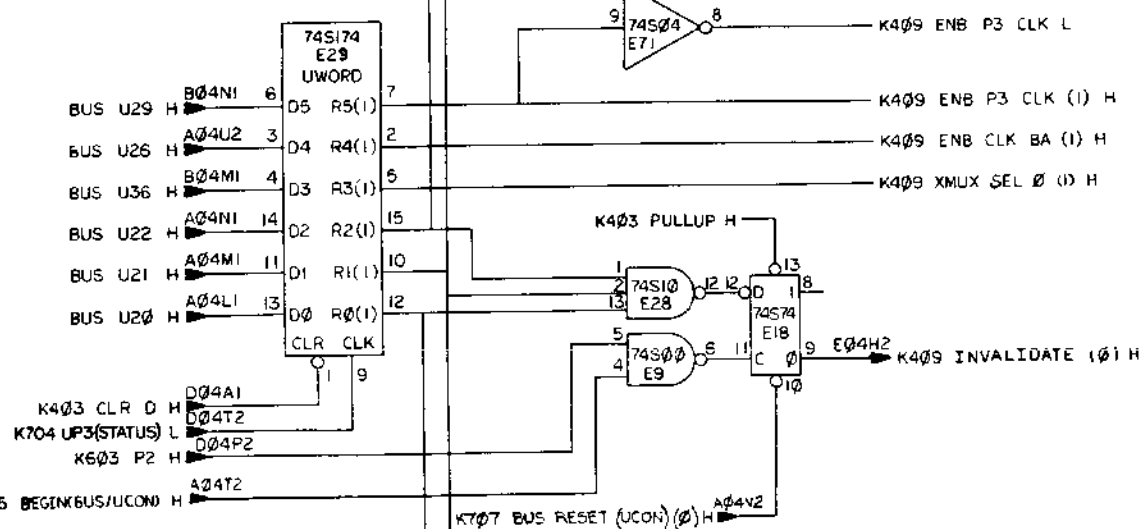 9 74SØ4 8 K4Ø9 ENB P3 CLK L
E71
74S174
E29
UWORD
BUS U29 H BØ4N1 6 D5 R5(1) 7 K4Ø9 ENB P3 CLK (1) H
BUS U26 H AØ4U2 3 D4 R4(1) 2 K4Ø9 ENB CLK BA (1) H
BUS U36 H BØ4M1 4 D3 R3(1) 5 K4Ø9 XMUX SEL Ø (1) H
BUS U22 H AØ4N1 14 D2 R2(1) 15
K4Ø3 PULLUP H
BUS U21 H AØ4M1 11 D1 R1(1) 10
BUS U2Ø H AØ4L1 13 DØ RØ(1) 12
CLR CLK
1 9
1 2 13 74S10 E28 12 12 D 13 1 8
74S74
E18
5 4 74SØØ E9 6 11 C Ø 9 EØ4H2 K4Ø9 INVALIDATE (Ø) H
10
K4Ø3 CLR D H DØ4A1
K7Ø4 UP3(STATUS) L DØ4T2
K6Ø3 P2 H DØ4P2
BEGIN(BUS/UCON) H AØ4T2
K7Ø7 BUS RESET (UCON) (Ø) H AØ4V2